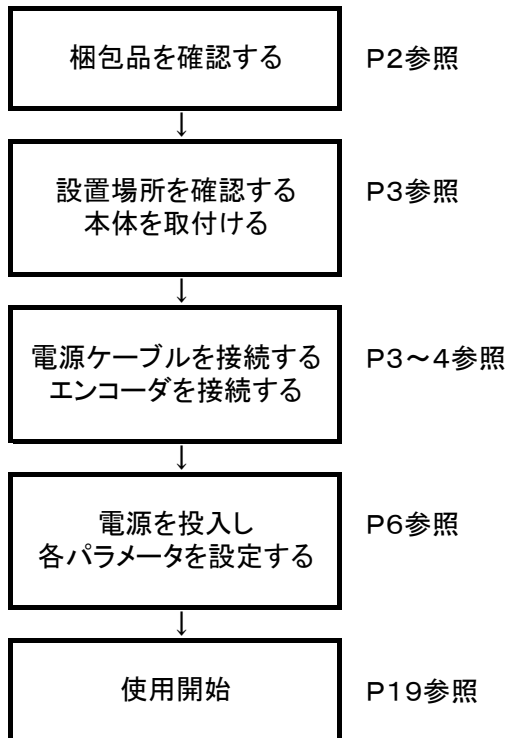 梱包品を確認する P2参照
↓
設置場所を確認する P3参照
本体を取付ける
↓
電源ケーブルを接続する P3～4参照
エンコーダを接続する
↓
電源を投入し P6参照
各パラメータを設定する
↓
使用開始 P19参照